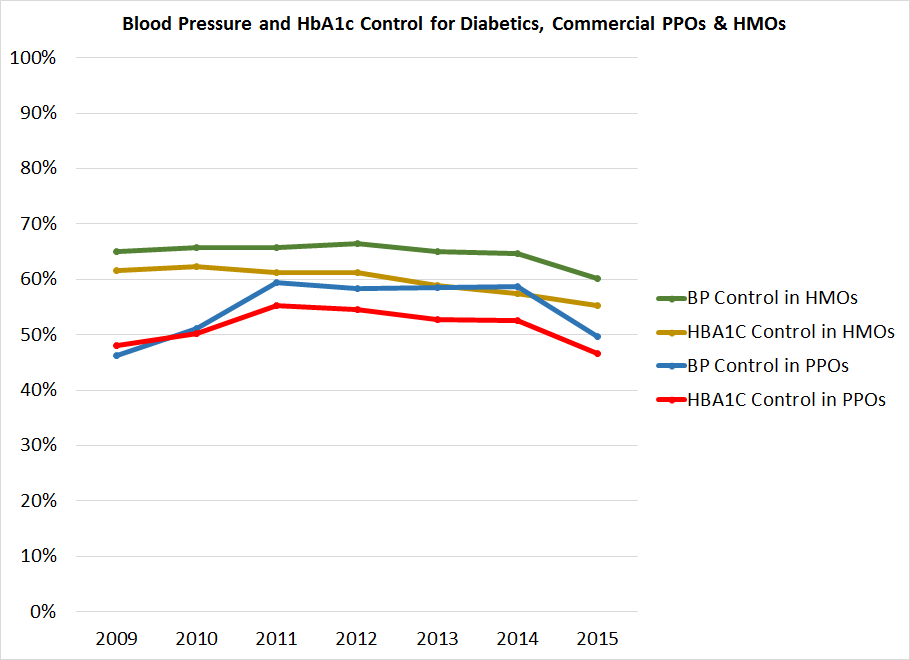 Blood Pressure and HbA1c Control for Diabetics, Commercial PPOs & HMOs
100%
90%
80%
70%
60%
50%
40%
30%
20%
10%
0%
2009 2010 2011 2012 2013 2014 2015
BP Control in HMOs
HBA1C Control in HMOs
BP Control in PPOs
HBA1C Control in PPOs